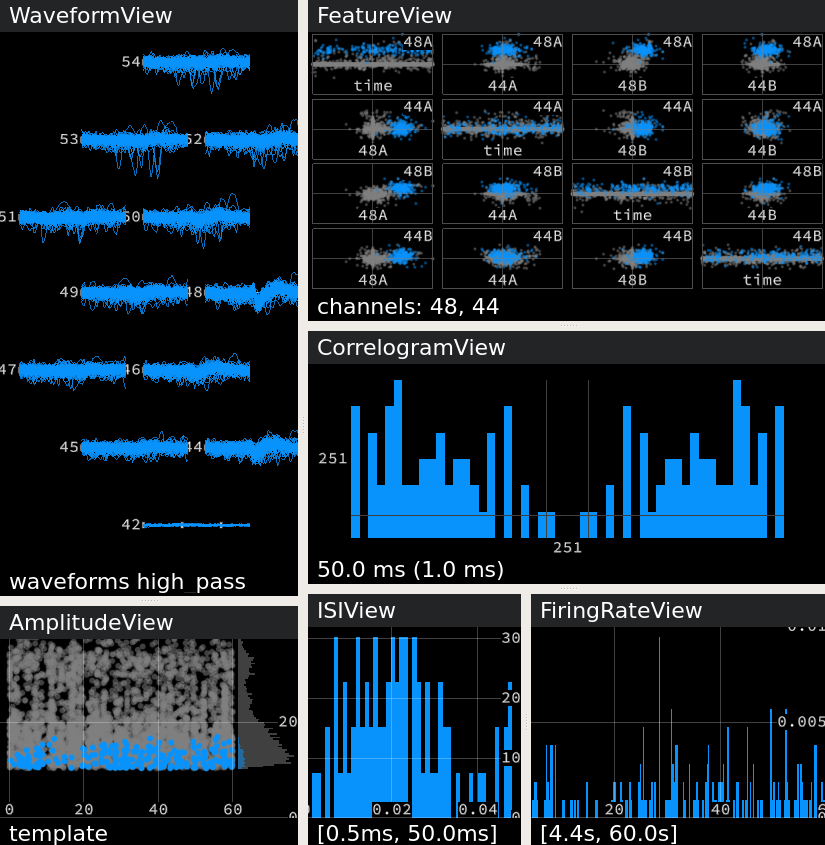 WaveformView
54
53
52
51
50
49
48
47
46
45
44
42
waveforms high_pass
FeatureView
48A 48A 48A 48A
time 44A 48B 44B
44A 44A 44A 44A
48A time 48B 44B
48B 48B 48B 48B
48A 44A time 44B
44B 44B 44B 44B
48A 44A 48B time
channels: 48, 44
CorrelogramView
251
251
50.0 ms (1.0 ms)
AmplitudeView
20
0 20 40 60
0
template
ISIView
30
20
10
0.02 0.04 0
[0.5ms, 50.0ms]
FiringRateView
0.005
20 40
[4.4s, 60.0s]